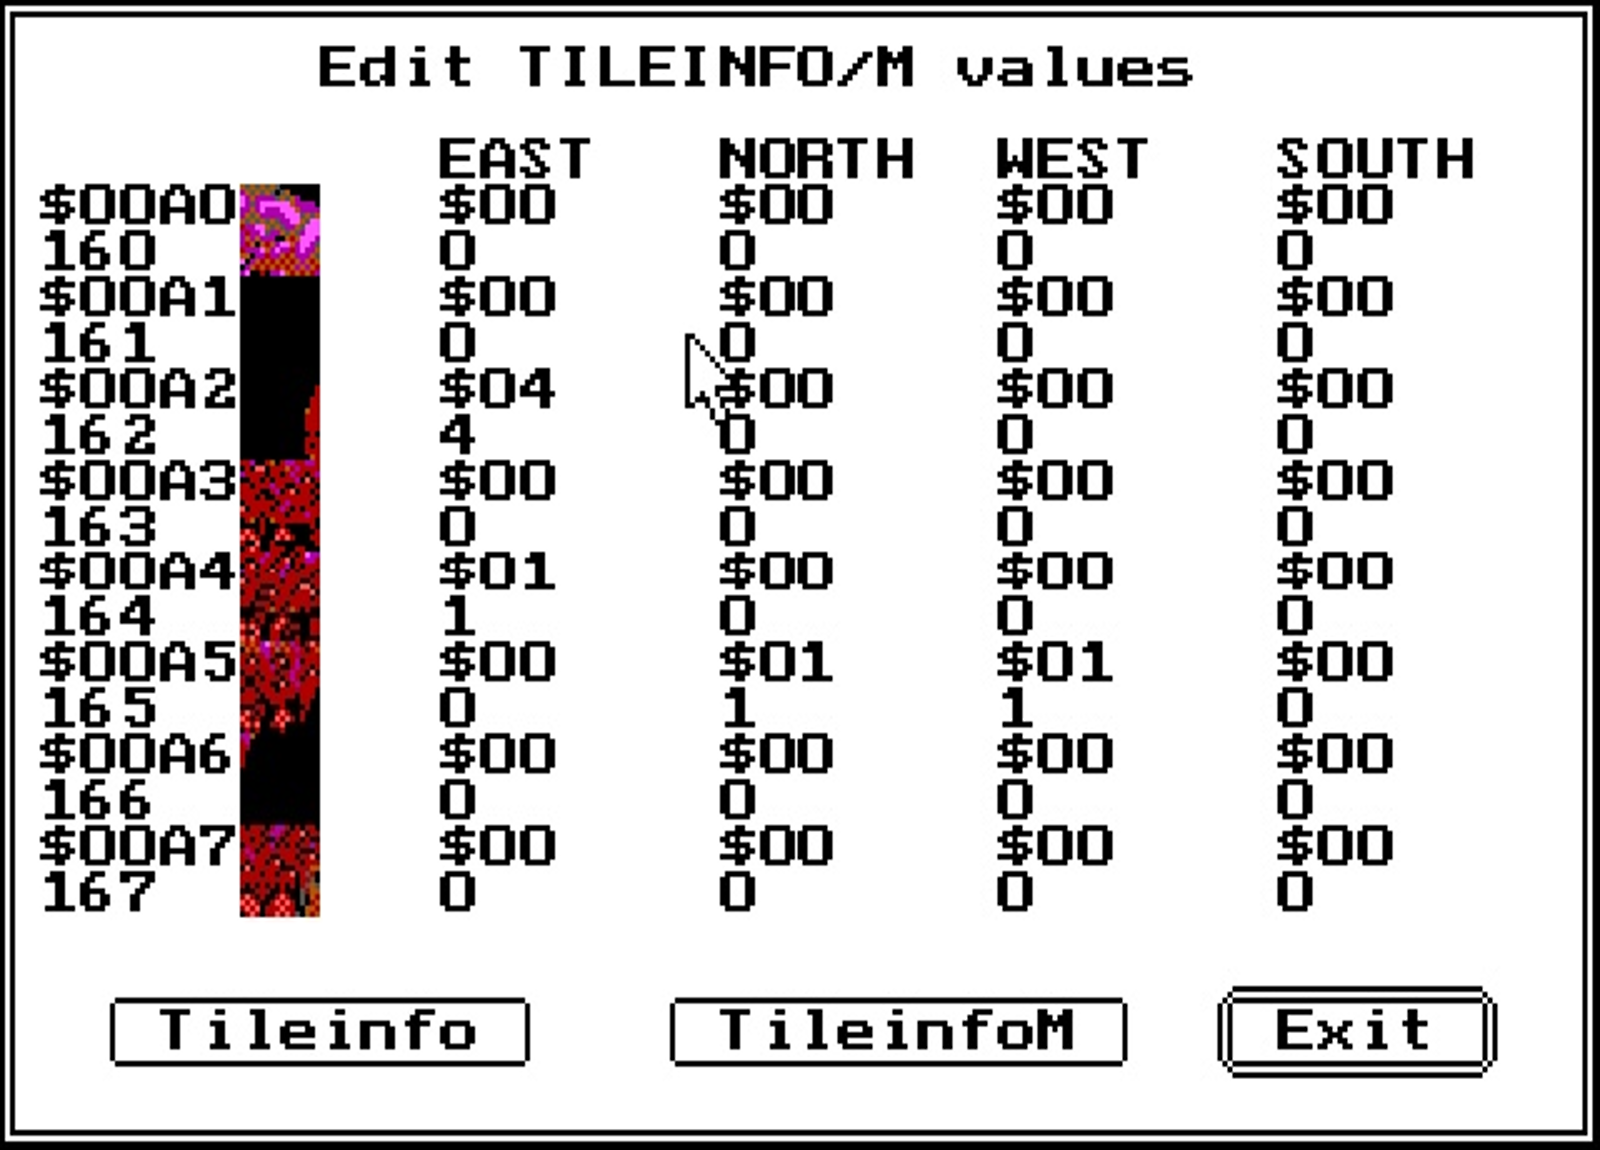 Edit TILEINFO/M values
EAST NORTH WEST SOUTH
$00A0 $00 $00 $00 $00
160 0 0 0 0
$00A1 $00 $00 $00 $00
161 0 0 0 0
$00A2 $04 $00 $00 $00
162 4 0 0 0
$00A3 $00 $00 $00 $00
163 0 0 0 0
$00A4 $01 $00 $00 $00
164 1 0 0 0
$00A5 $00 $01 $01 $00
165 0 1 1 0
$00A6 $00 $00 $00 $00
166 0 0 0 0
$00A7 $00 $00 $00 $00
167 0 0 0 0
Tileinfo TileinfoM Exit